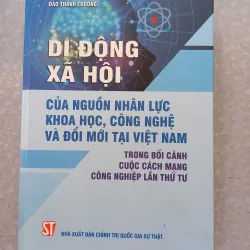 ĐÀO THANH TRƯỜNG
DI ĐỘNG
XÃ HỘI
CỦA NGUỒN NHÂN LỰC
KHOA HỌC, CÔNG NGHỆ
VÀ ĐỔI MỚI TẠI VIỆT NAM
TRONG BỐI CẢNH
CUỘC CÁCH MẠNG
CÔNG NGHIỆP LẦN THỨ TƯ
ST
NHÀ XUẤT BẢN CHÍNH TRỊ QUỐC GIA SỰ THẬT